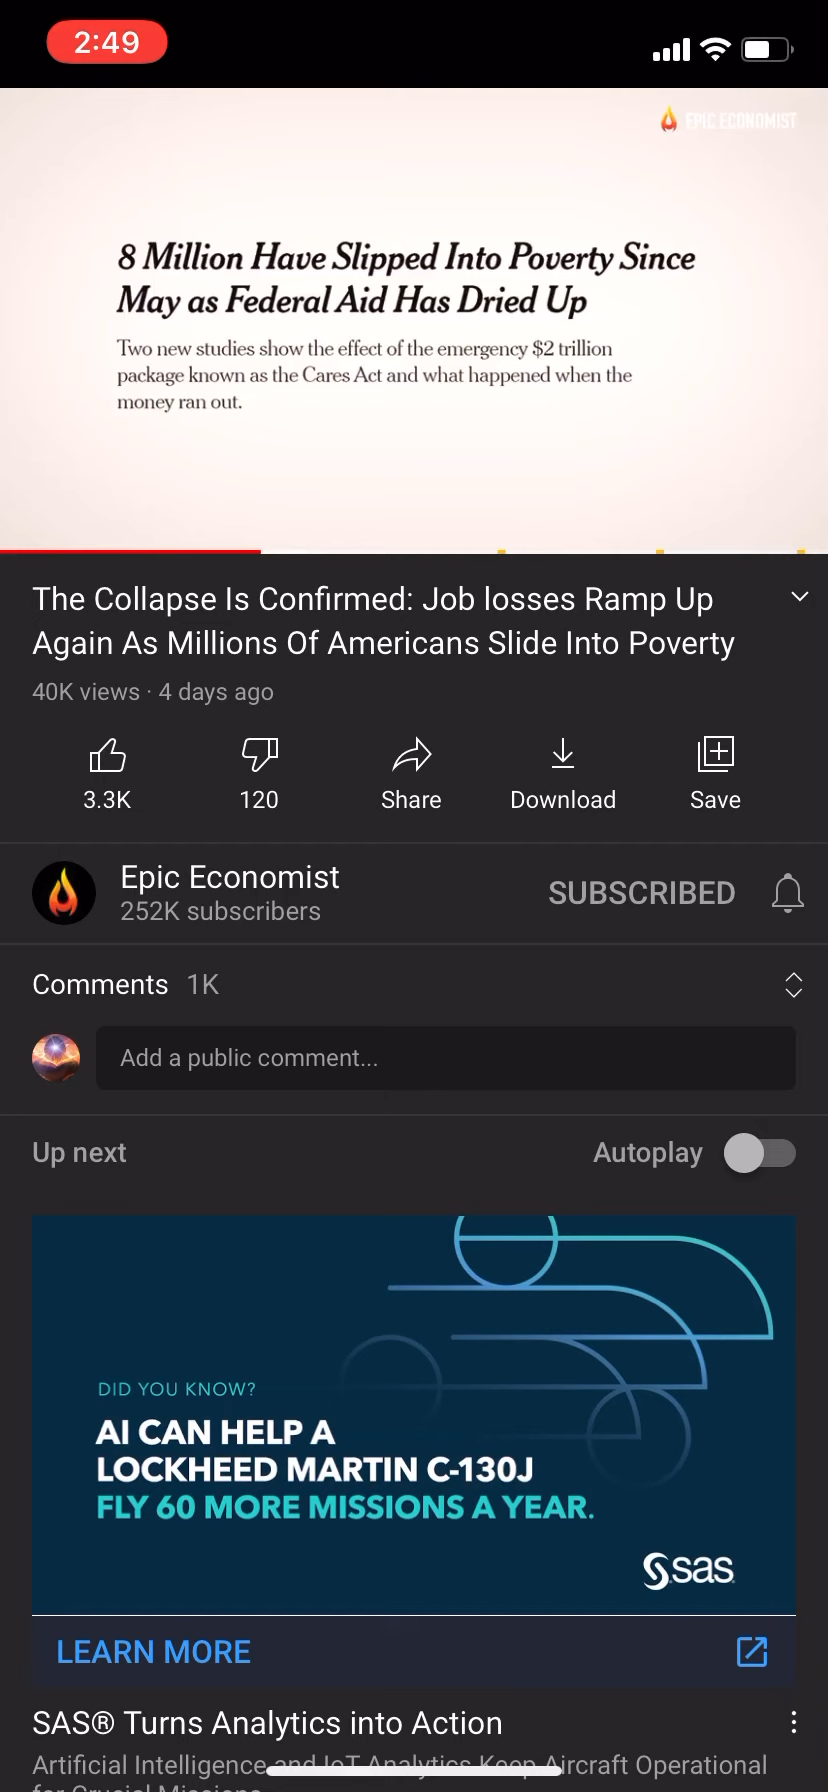 2:49
EPIC ECONOMIST
8 Million Have Slipped Into Poverty Since
May as Federal Aid Has Dried Up
Two new studies show the effect of the emergency $2 trillion
package known as the Cares Act and what happened when the
money ran out.
The Collapse Is Confirmed: Job losses Ramp Up
Again As Millions Of Americans Slide Into Poverty
40K views · 4 days ago
3.3K 120 Share Download Save
Epic Economist
252K subscribers
SUBSCRIBED
Comments 1K
Add a public comment...
Up next Autoplay
DID YOU KNOW?
AI CAN HELP A
LOCKHEED MARTIN C-130J
FLY 60 MORE MISSIONS A YEAR.
sas
LEARN MORE
SAS® Turns Analytics into Action
Artificial Intelligence and IoT Analytics Keep Aircraft Operational
for Crucial Missions